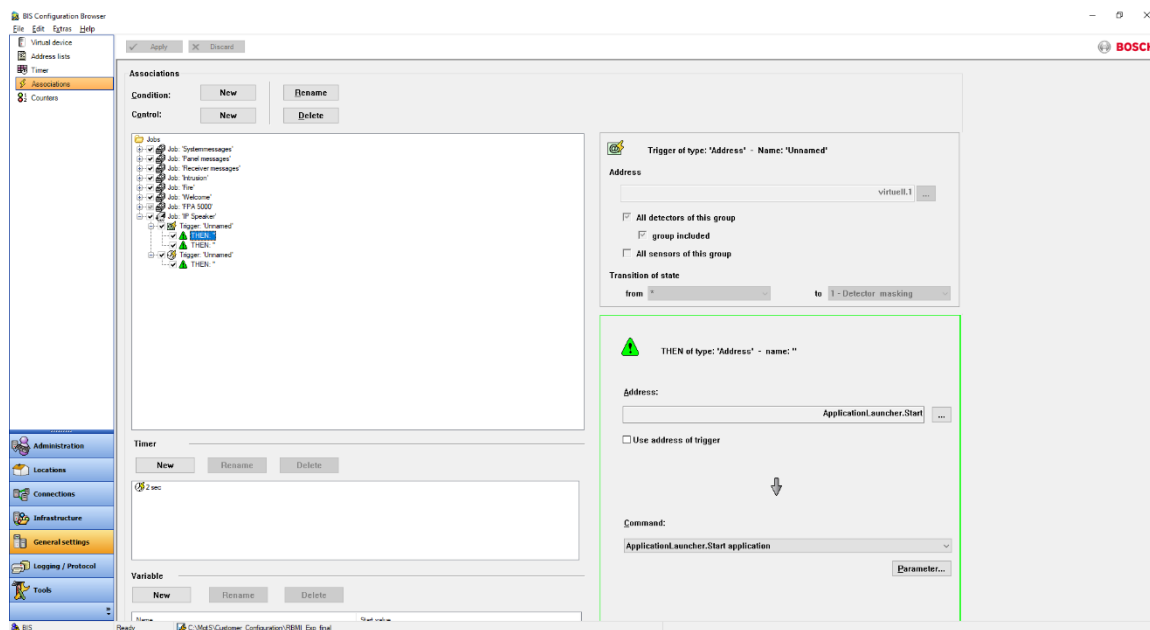 BIS Configuration Browser
File Edit Extras Help
Virtual device
Address lists
Timer
Associations
Counters
Apply Discard
BOSCH
Associations
Condition: New Rename
Control: New Delete
Jobs
Job: 'Systemmessages'
Job: 'Panel messages'
Job: 'Receiver messages'
Job: 'Intrusion'
Job: 'Fire'
Job: 'Welcome'
Job: 'FPA 5000'
Job: 'IP Speaker'
Trigger: 'Unnamed'
THEN: ''
THEN: ''
Trigger: 'Unnamed'
THEN: ''
Trigger of type: 'Address' - Name: 'Unnamed'
Address
virtuell.1 ...
All detectors of this group
group included
All sensors of this group
Transition of state
from * to 1 - Detector masking
THEN of type: 'Address' - name: ''
Address:
ApplicationLauncher.Start ...
Use address of trigger
Command:
ApplicationLauncher.Start application
Parameter...
Timer
New Rename Delete
2 sec
Variable
New Rename Delete
Name Start value
Administration
Locations
Connections
Infrastructure
General settings
Logging / Protocol
Tools
BIS Ready C:\MgtS\Customer_Configuration\RBMI_Exp_final